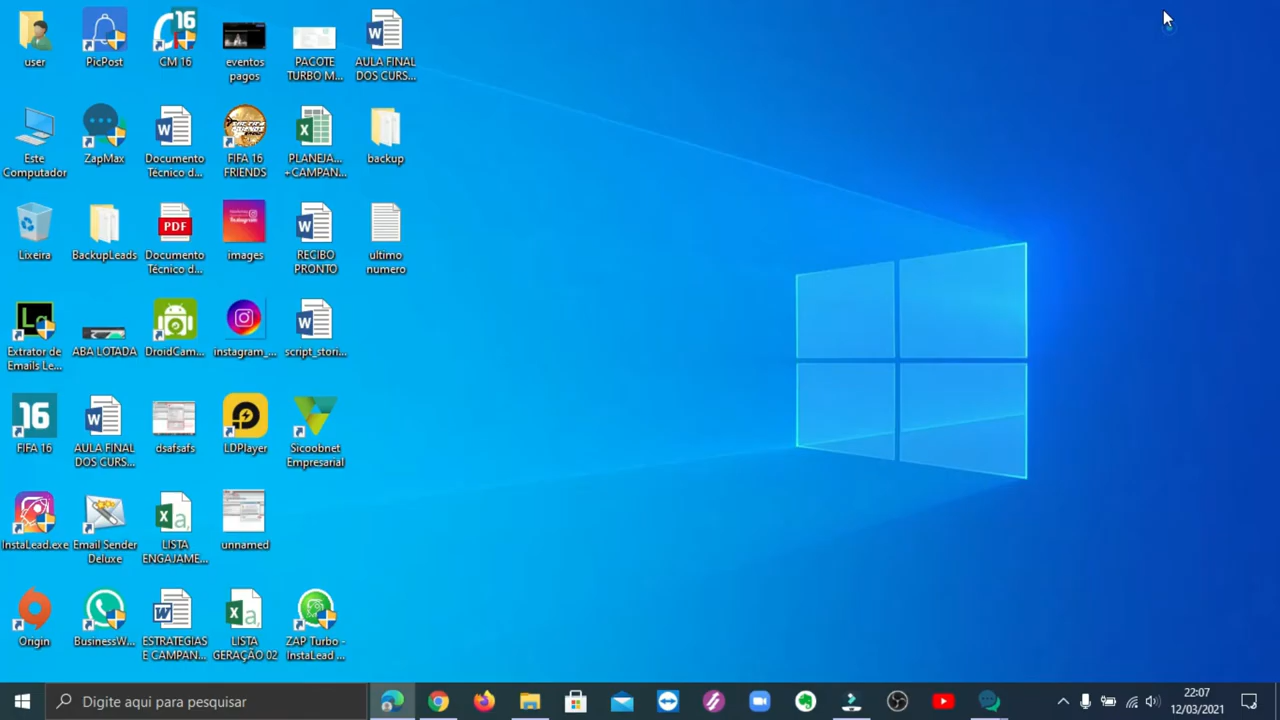 user
PicPost
CM 16
eventos
pagos
PACOTE
TURBO M...
AULA FINAL
DOS CURS...
Este
Computador
ZapMax
Documento
Técnico d...
FIFA 16
FRIENDS
PLANEJA...
+CAMPAN...
backup
Lixeira
BackupLeads
PDF
Documento
Técnico d...
images
RECIBO
PRONTO
ultimo
numero
Extrator de
Emails Le...
ABA LOTADA
DroidCam...
instagram_...
script_stori...
16
FIFA 16
AULA FINAL
DOS CURS...
dsafsafs
LDPlayer
Sicoobnet
Empresarial
InstaLead.exe
Email Sender
Deluxe
LISTA
ENGAJAME...
unnamed
Origin
BusinessW...
ESTRATEGIAS
E CAMPAN...
LISTA
GERAÇÃO 02
ZAP Turbo -
InstaLead ...
Digite aqui para pesquisar
22:07
12/03/2021